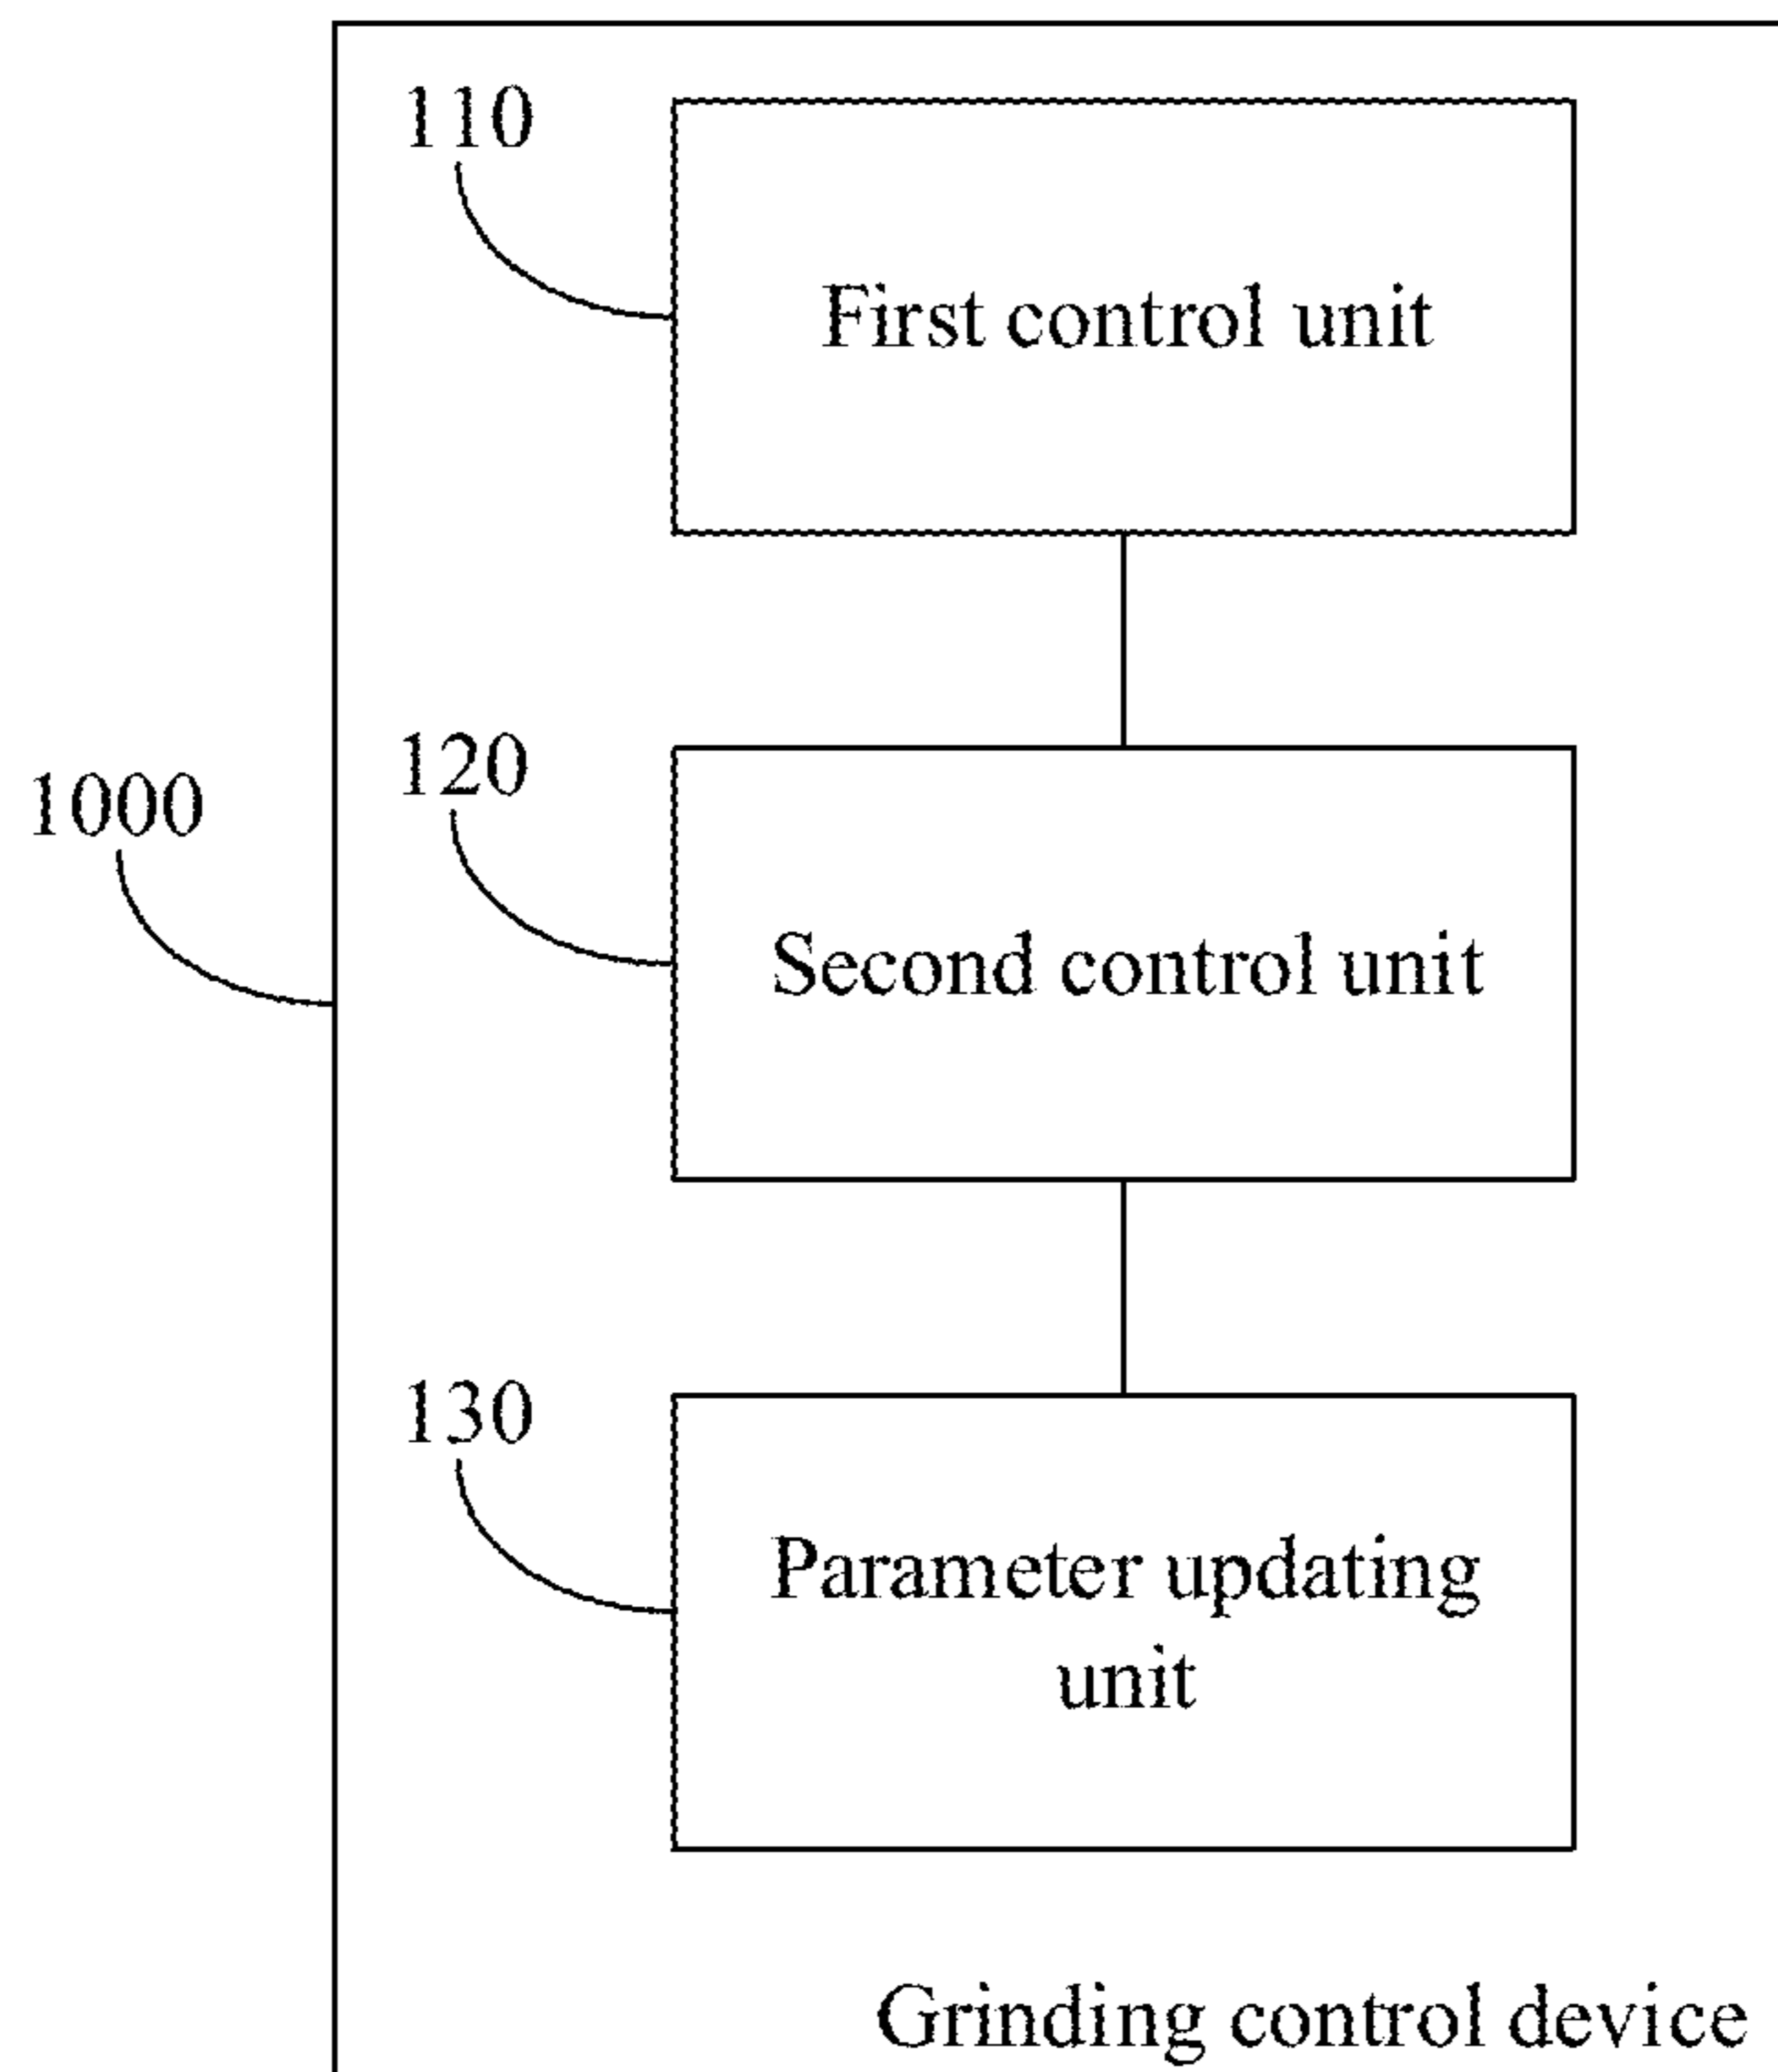 110
First control unit
120
1000
Second control unit
130
Parameter updating
unit
Grinding control device